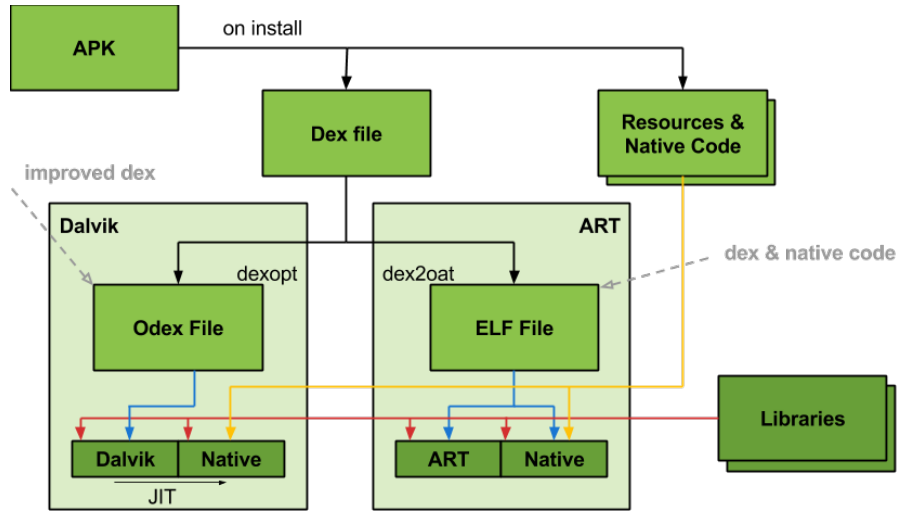 APK
on install
Dex file
Resources &
Native Code
improved dex
Dalvik
ART
dexopt
dex2oat
dex & native code
Odex File
ELF File
Libraries
Dalvik
Native
ART
Native
JIT